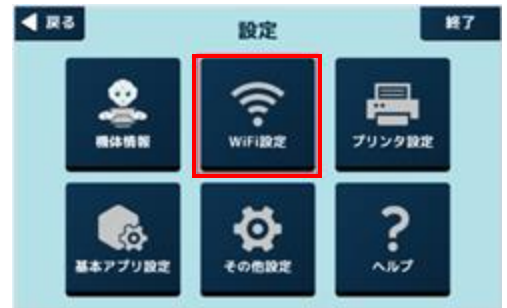 戻る
設定
終了
機体情報
WiFi設定
プリンタ設定
基本アプリ設定
その他設定
ヘルプ